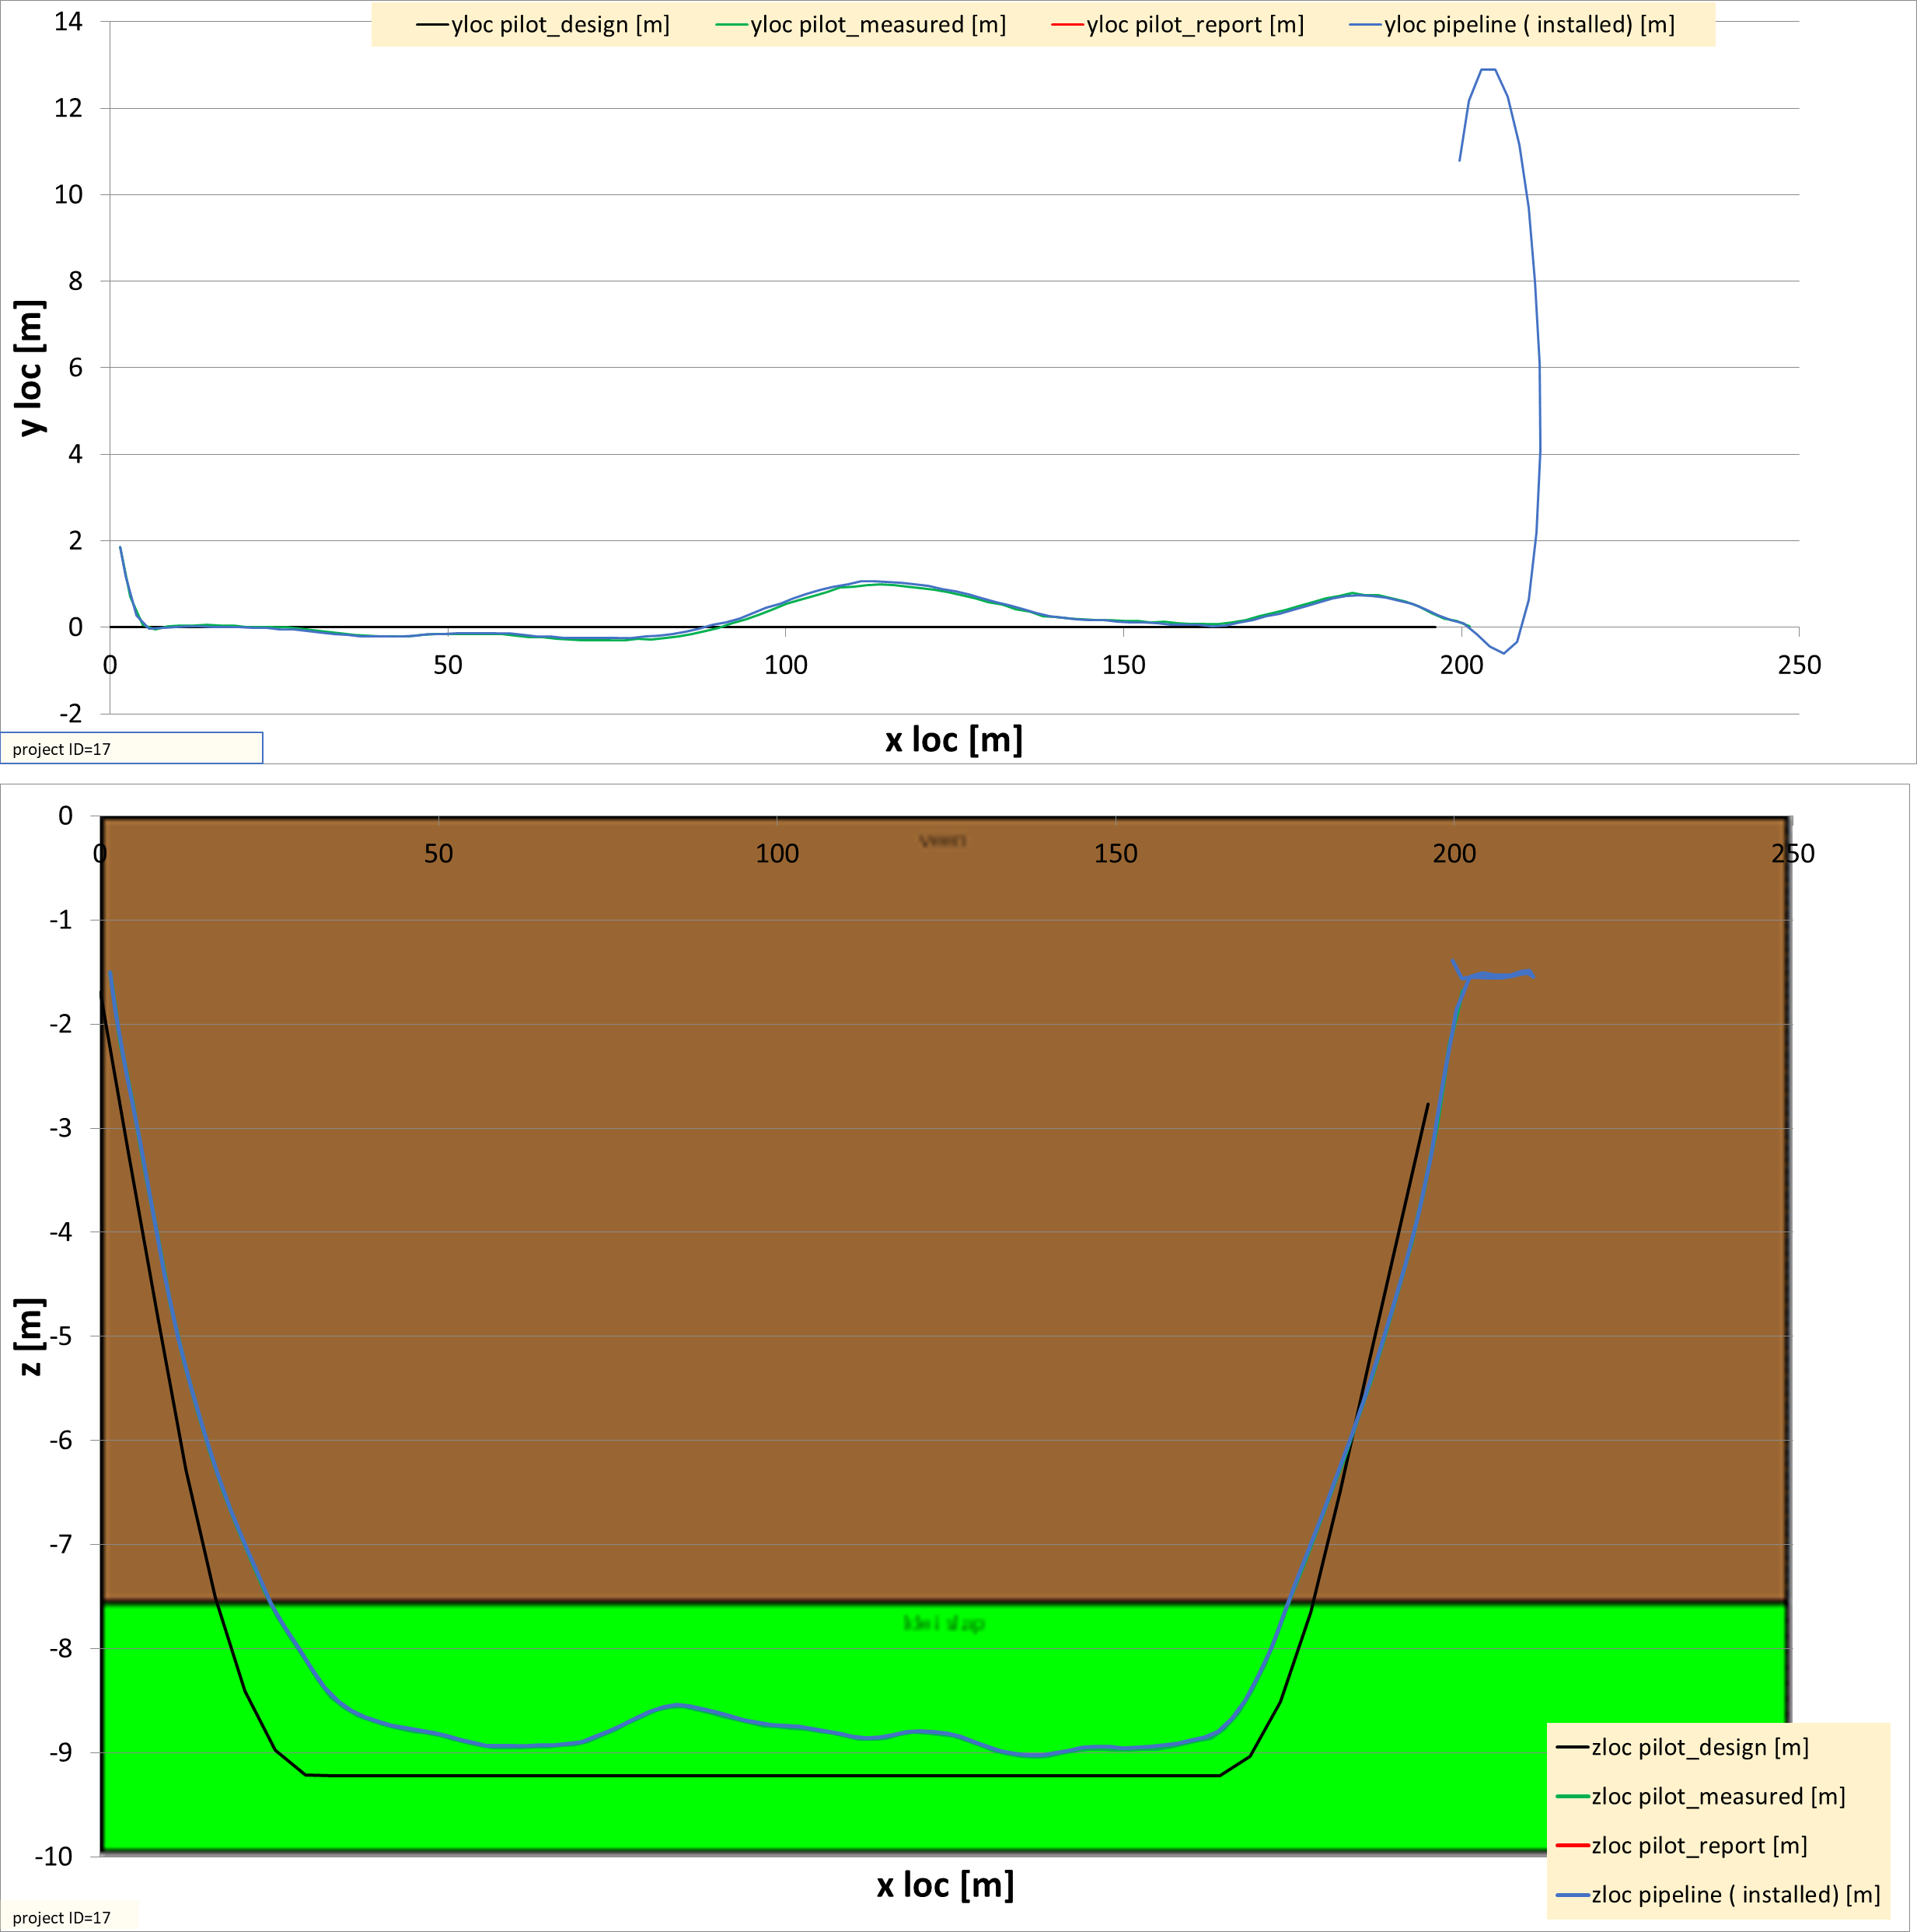 yloc pilot_design [m] yloc pilot_measured [m] yloc pilot_report [m] yloc pipeline ( installed) [m]
14
12
10
8
6
4
2
0
-2
y loc [m]
0 50 100 150 200 250
x loc [m]
project ID=17
0
-1
-2
-3
-4
-5
-6
-7
-8
-9
-10
z [m]
0 50 100 150 200 250
x loc [m]
zloc pilot_design [m]
zloc pilot_measured [m]
zloc pilot_report [m]
zloc pipeline ( installed) [m]
project ID=17